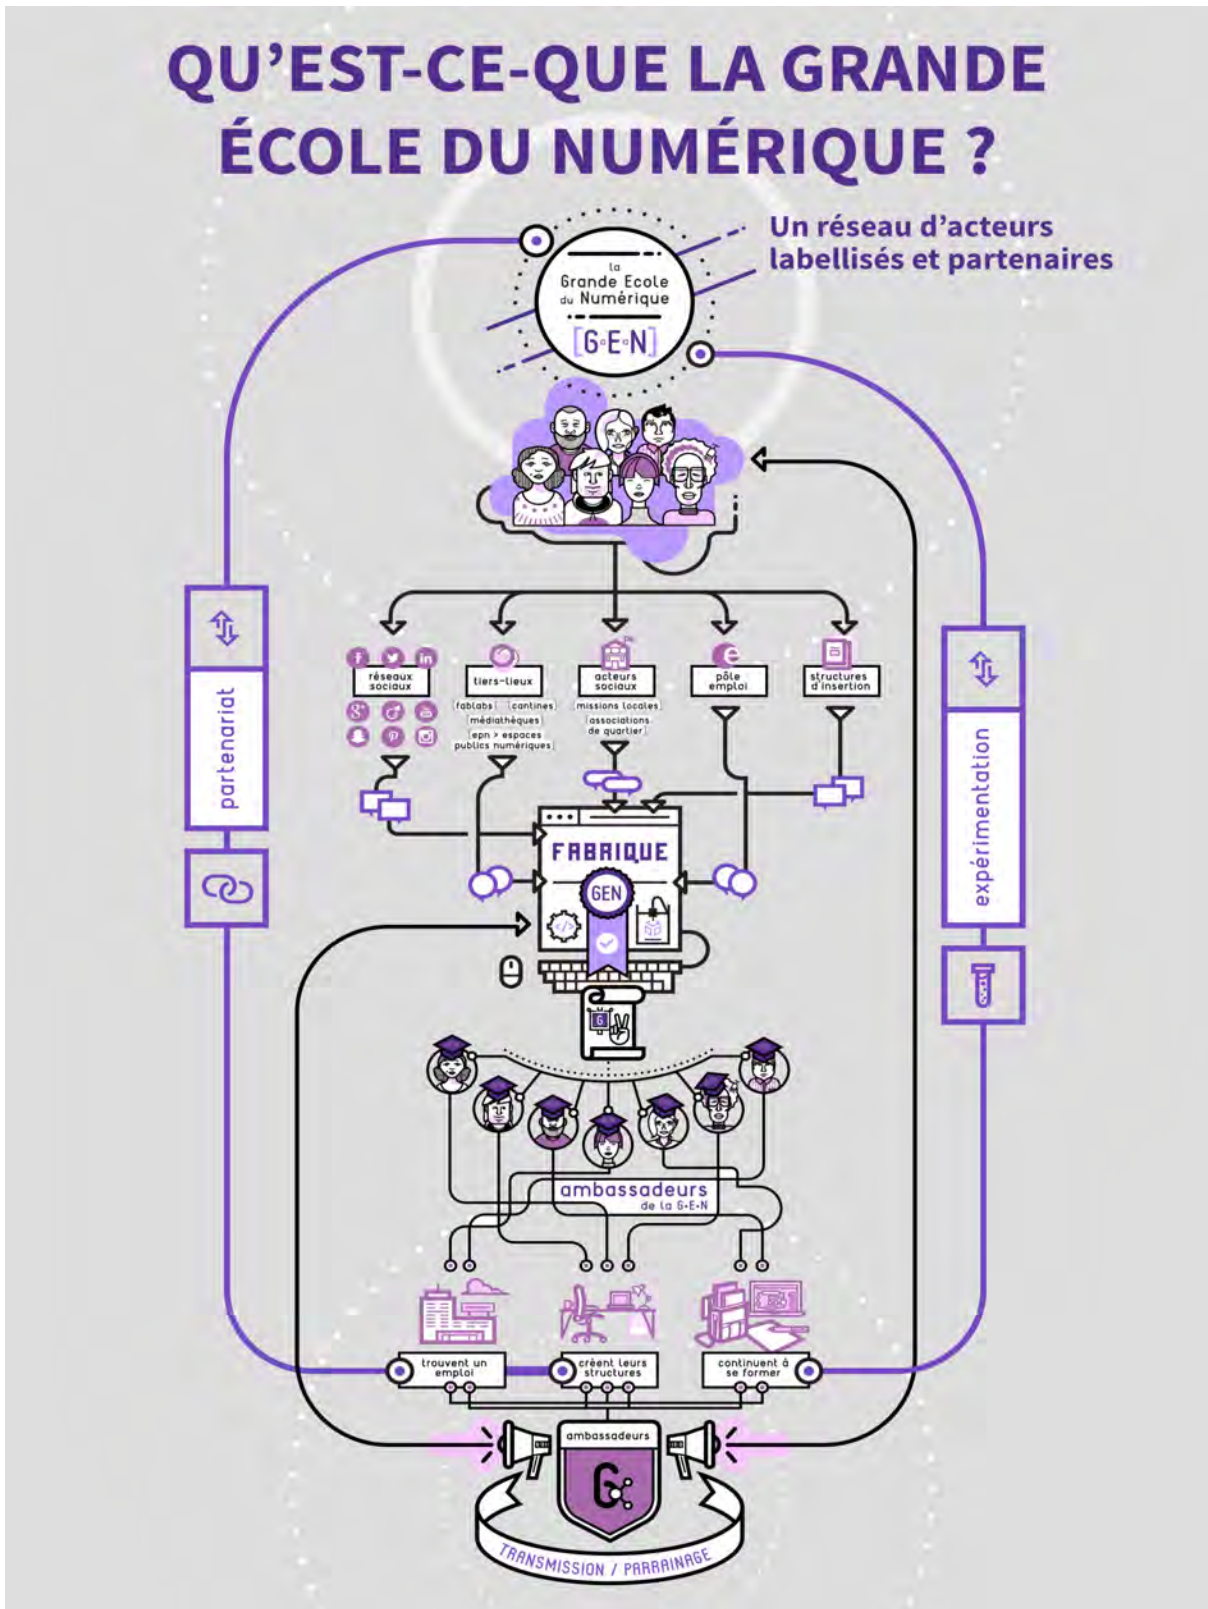 QU’EST-CE-QUE LA GRANDE
ÉCOLE DU NUMÉRIQUE ?
Un réseau d’acteurs
labellisés et partenaires
la
Grande Ecole
du Numérique
[G•E•N]
partenariat
expérimentation
réseaux
sociaux
tiers-lieux
[fablabs] [cantines]
[médiathèques]
[epn > espaces
publics numériques]
acteurs
sociaux
[missions locales]
[associations
de quartier]
pôle
emploi
structures
d'insertion
FABRIQUE
GEN
</>
G
ambassadeurs
de la G•E•N
trouvent un
emploi
créent leurs
structures
continuent à
se former
ambassadeurs
G
TRANSMISSION / PARRAINAGE